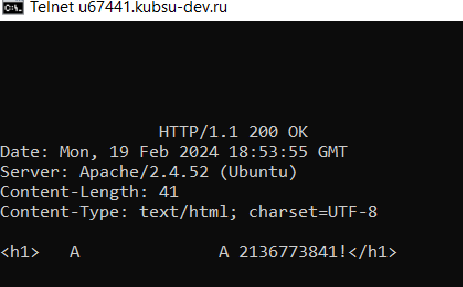 Telnet u67441.kubsu-dev.ru
HTTP/1.1 200 OK
Date: Mon, 19 Feb 2024 18:53:55 GMT
Server: Apache/2.4.52 (Ubuntu)
Content-Length: 41
Content-Type: text/html; charset=UTF-8
<h1>   A              A 2136773841!</h1>